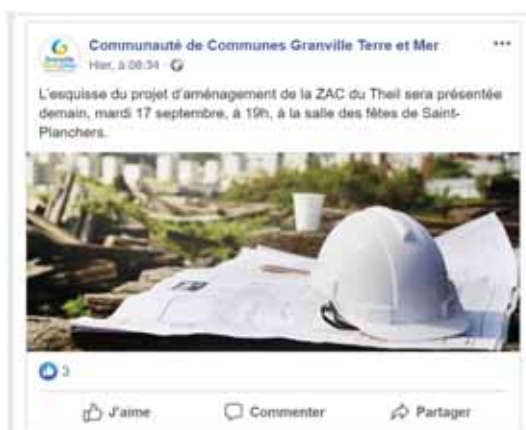 Communauté de Communes Granville Terre et Mer
Hier, à 08:34
L'esquisse du projet d'aménagement de la ZAC du Theil sera présentée
demain, mardi 17 septembre, à 19h, à la salle des fêtes de Saint-
Planchers.
3
J'aime Commenter Partager